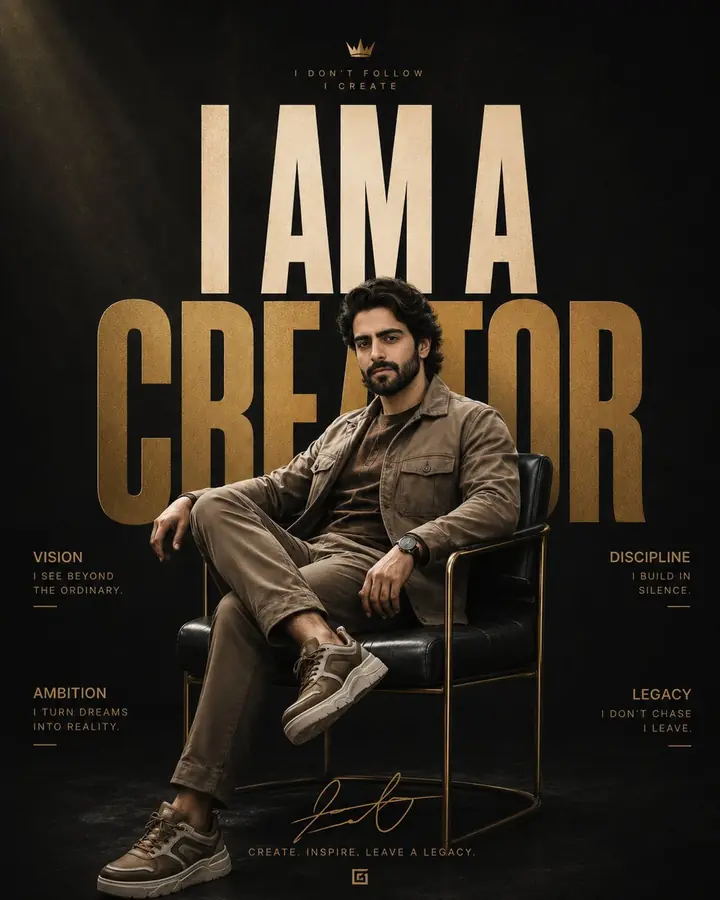 I DON'T FOLLOW
I CREATE
I AM A
CREATOR
VISION
I SEE BEYOND
THE ORDINARY.
DISCIPLINE
I BUILD IN
SILENCE.
AMBITION
I TURN DREAMS
INTO REALITY.
LEGACY
I DON'T CHASE
I LEAVE.
CREATE. INSPIRE. LEAVE A LEGACY.